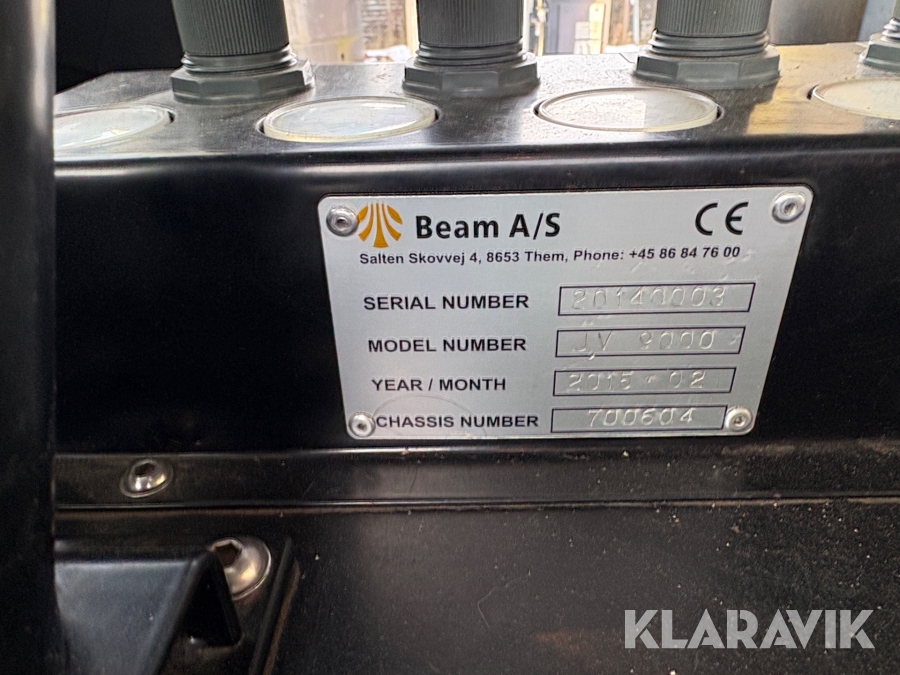 Beam A/S CE
Salten Skovvej 4, 8653 Them, Phone: +45 86 84 76 00
SERIAL NUMBER 20140003
MODEL NUMBER JV 9000
YEAR / MONTH 2015-02
CHASSIS NUMBER 700604
KLARAVIK